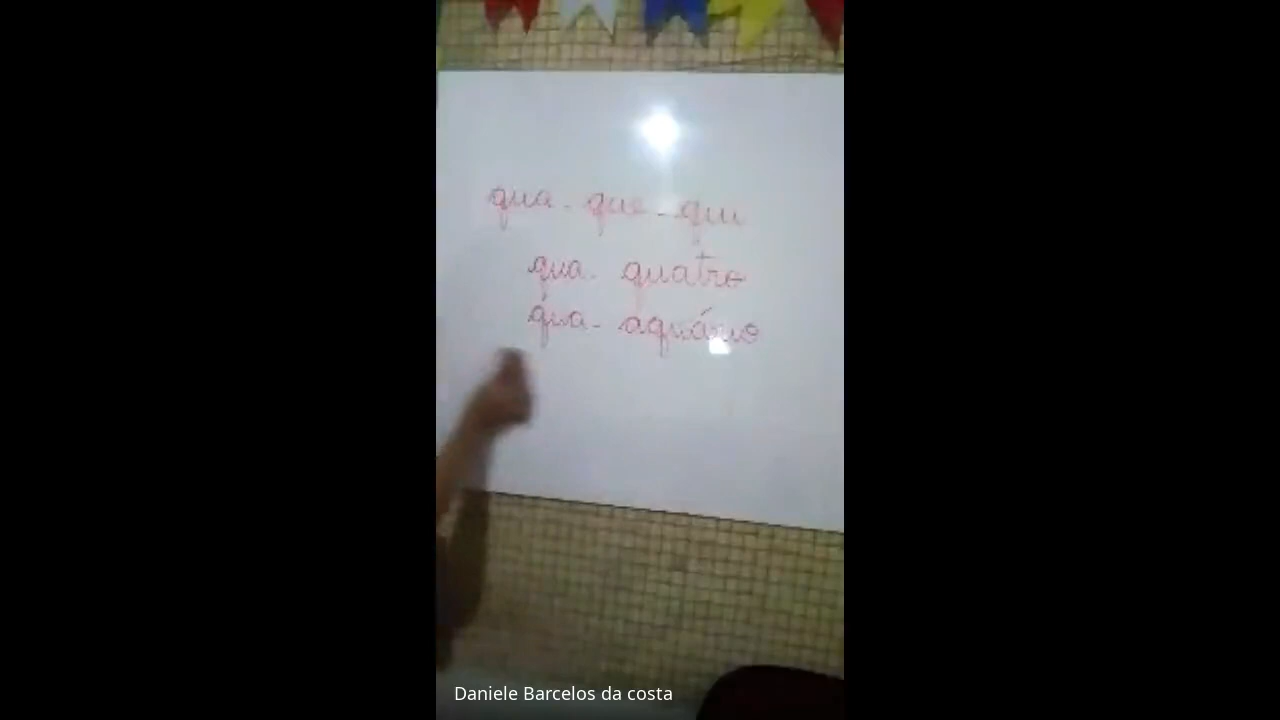 qua - que - qui
qua - quatro
qua - aquário
Daniele Barcelos da costa